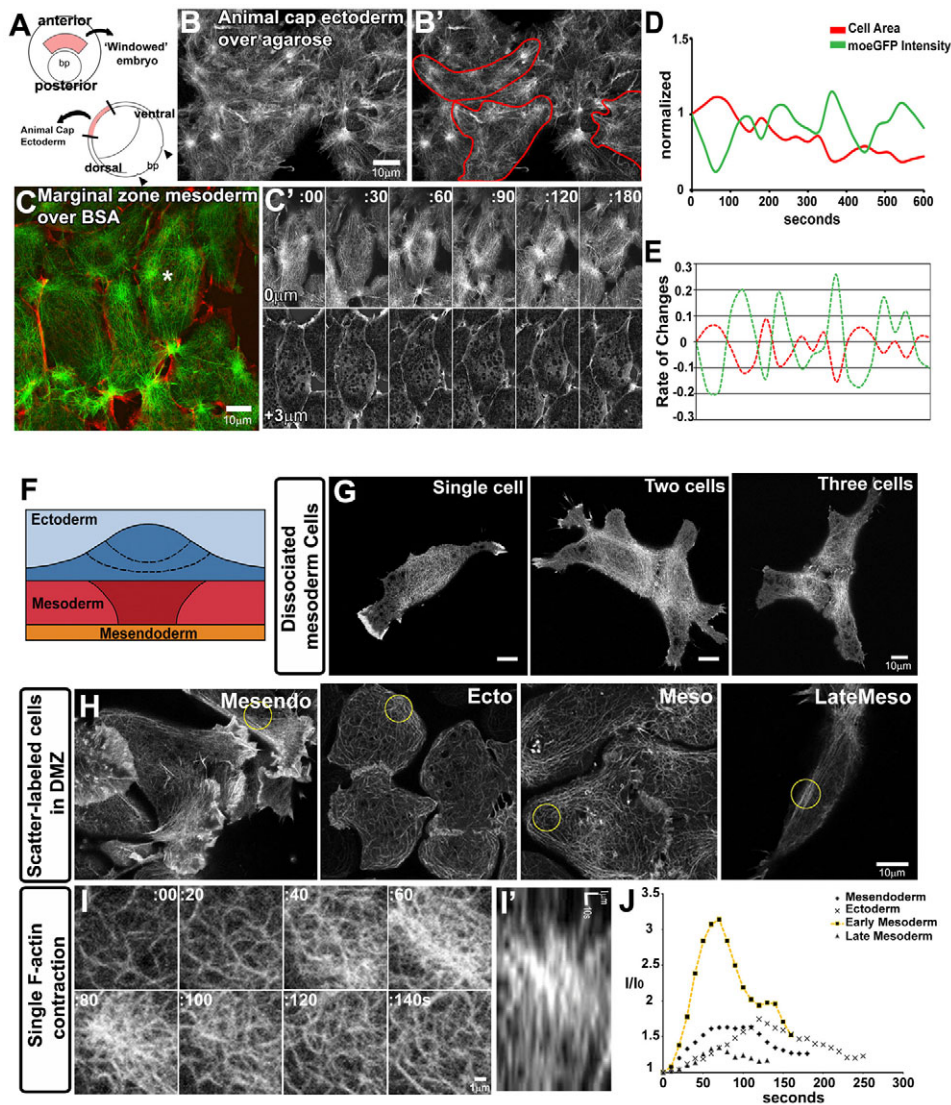 A
anterior
'Windowed'
embryo
bp
posterior
ventral
Animal Cap
Ectoderm
dorsal
bp
B Animal cap ectoderm
over agarose
10μm
B'
D
Cell Area
moeGFP Intensity
normalized
1.5
1
0
0 100 200 300 400 500 600
seconds
C Marginal zone mesoderm
over BSA
*
10μm
C' :00 :30 :60 :90 :120 :180
0μm
+3μm
E
Rate of Changes
0.3
0.2
0.1
0
-0.1
-0.2
-0.3
F
Ectoderm
Mesoderm
Mesendoderm
Dissociated
mesoderm Cells
G
Single cell
Two cells
Three cells
10μm
Scatter-labeled cells
in DMZ
H
Mesendo
Ecto
Meso
LateMeso
10μm
Single F-actin
contraction
I
:00 :20 :40 :60
:80 :100 :120 :140s
1μm
I'
1μm
10s
J
Mesendoderm
Ectoderm
Early Mesoderm
Late Mesoderm
I/I0
3.5
3
2.5
2
1.5
1
0 50 100 150 200 250 300
seconds